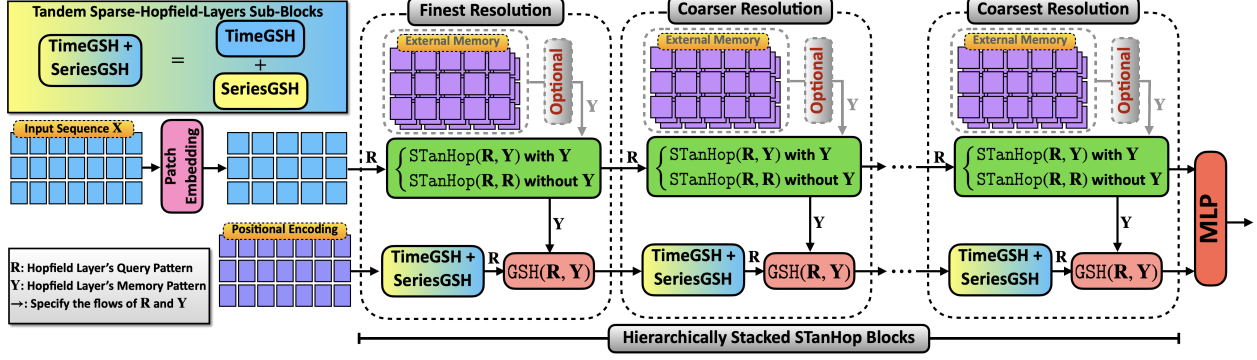 Tandem Sparse-Hopfield-Layers Sub-Blocks
TimeGSH +
SeriesGSH
=
TimeGSH
+
SeriesGSH
Input Sequence X
Patch
Embedding
Positional Encoding
R: Hopfield Layer's Query Pattern
Y: Hopfield Layer's Memory Pattern
→: Specify the flows of R and Y
Finest Resolution
External Memory
Optional
Y
R
STanHop(R, Y) with Y
STanHop(R, R) without Y
Y
TimeGSH +
SeriesGSH
R
GSH(R, Y)
Coarser Resolution
External Memory
Optional
Y
R
STanHop(R, Y) with Y
STanHop(R, R) without Y
Y
TimeGSH +
SeriesGSH
R
GSH(R, Y)
...
...
Coarsest Resolution
External Memory
Optional
Y
R
STanHop(R, Y) with Y
STanHop(R, R) without Y
Y
TimeGSH +
SeriesGSH
R
GSH(R, Y)
MLP
Hierarchically Stacked STanHop Blocks